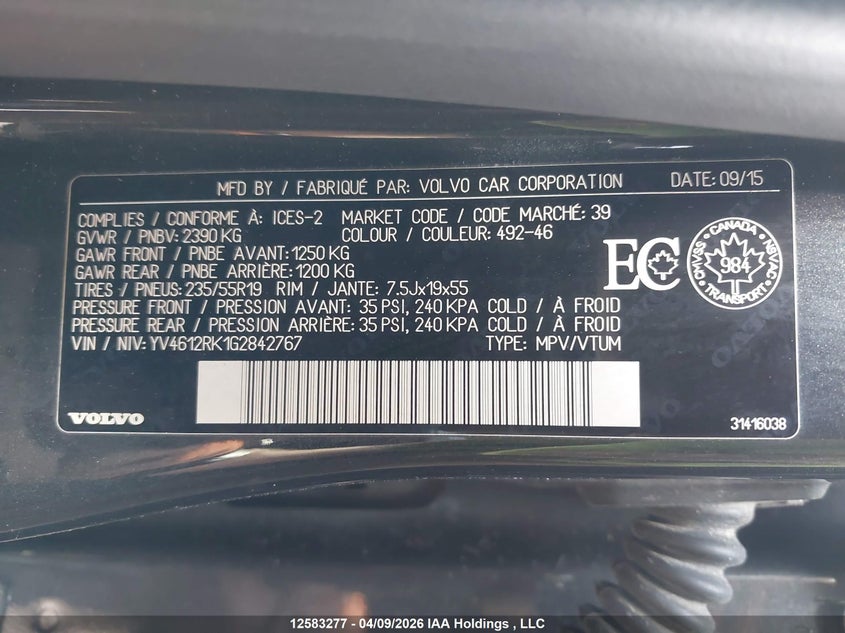 MFD BY / FABRIQUÉ PAR: VOLVO CAR CORPORATION DATE: 09/15
COMPLIES / CONFORME À: ICES-2 MARKET CODE / CODE MARCHÉ: 39
GVWR / PNBV: 2390 KG COLOUR / COULEUR: 492-46
GAWR FRONT / PNBE AVANT: 1250 KG
GAWR REAR / PNBE ARRIÈRE: 1200 KG
TIRES / PNEUS: 235/55R19 RIM / JANTE: 7.5Jx19x55
PRESSURE FRONT / PRESSION AVANT: 35 PSI, 240 KPA COLD / À FROID
PRESSURE REAR / PRESSION ARRIÈRE: 35 PSI, 240 KPA COLD / À FROID
VIN / NIV: YV4612RK1G2842767 TYPE: MPV/VTUM
EC
CANADA
984
TRANSPORT
CMVSS
NSVAC
VOLVO
31416038
12583277 - 04/09/2026 IAA Holdings , LLC